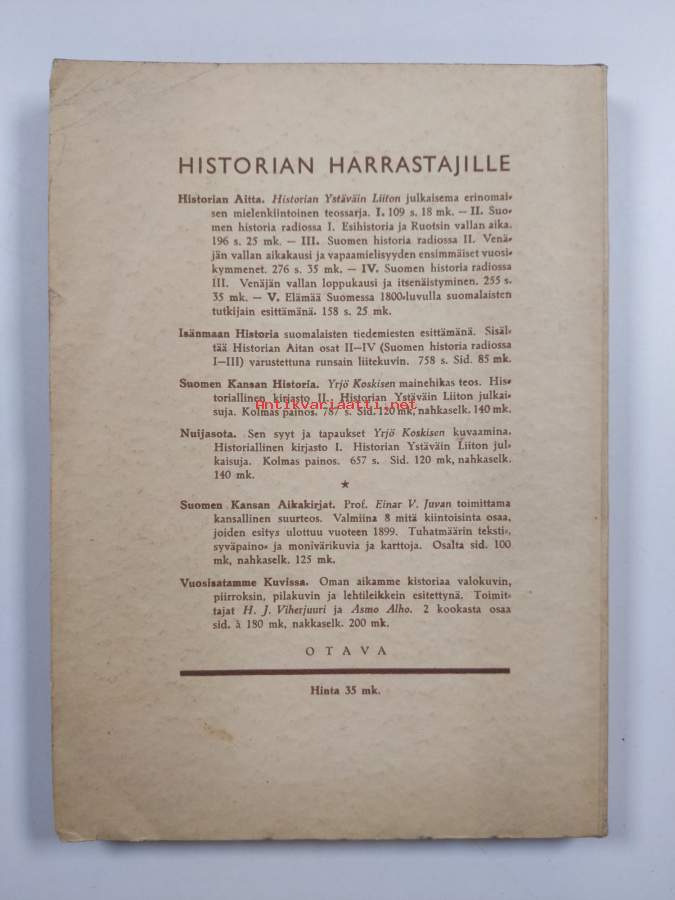 HISTORIAN HARRASTAJILLE
Historian Aitta. Historian Ystäväin Liiton julkaisema erinomai-
sen mielenkiintoinen teossarja. I. 109 s. 18 mk. — II. Suo-
men historia radiossa I. Esihistoria ja Ruotsin vallan aika.
196 s. 25 mk. — III. Suomen historia radiossa II. Venä-
jän vallan aikakausi ja vapaamielisyyden ensimmäiset vuosi-
kymmenet. 276 s. 35 mk. — IV. Suomen historia radiossa
III. Venäjän vallan loppukausi ja itsenäistyminen. 255 s.
35 mk. — V. Elämää Suomessa 1800-luvulla suomalaisten
tutkijain esittämänä. 158 s. 25 mk.
Isänmaan Historia suomalaisten tiedemiesten esittämänä. Sisäl-
tää Historian Aitan osat II—IV (Suomen historia radiossa
I—III) varustettuna runsain liitekuvin. 758 s. Sid. 85 mk.
Suomen Kansan Historia. Yrjö Koskisen mainehikas teos. His-
toriallinen kirjasto II. Historian Ystäväin Liiton julkai-
suja. Kolmas painos. 787 s. Sid. 120 mk, nahkaselk. 140 mk.
Antikvariaatti.net
Nuijasota. Sen syyt ja tapaukset Yrjö Koskisen kuvaamina.
Historiallinen kirjasto I. Historian Ystäväin Liiton jul-
kaisuja. Kolmas painos. 657 s. Sid. 120 mk, nahkaselk.
140 mk.
★
Suomen Kansan Aikakirjat. Prof. Einar V. Juvan toimittama
kansallinen suurteos. Valmiina 8 mitä kiintoisinta osaa,
joiden esitys ulottuu vuoteen 1899. Tuhatmäärin teksti-,
syväpaino- ja monivärikuvia ja karttoja. Osalta sid. 100
mk, nahkaselk. 125 mk.
Vuosisatamme Kuvissa. Oman aikamme kistoriaa valokuvin,
piirroksin, pilakuvin ja lehtileikkein esitettynä. Toimit-
tajat H. J. Viherjuuri ja Asmo Alho. 2 kookasta osaa
sid. à 180 mk, nakkaselk. 200 mk.
OTAVA
Hinta 35 mk.